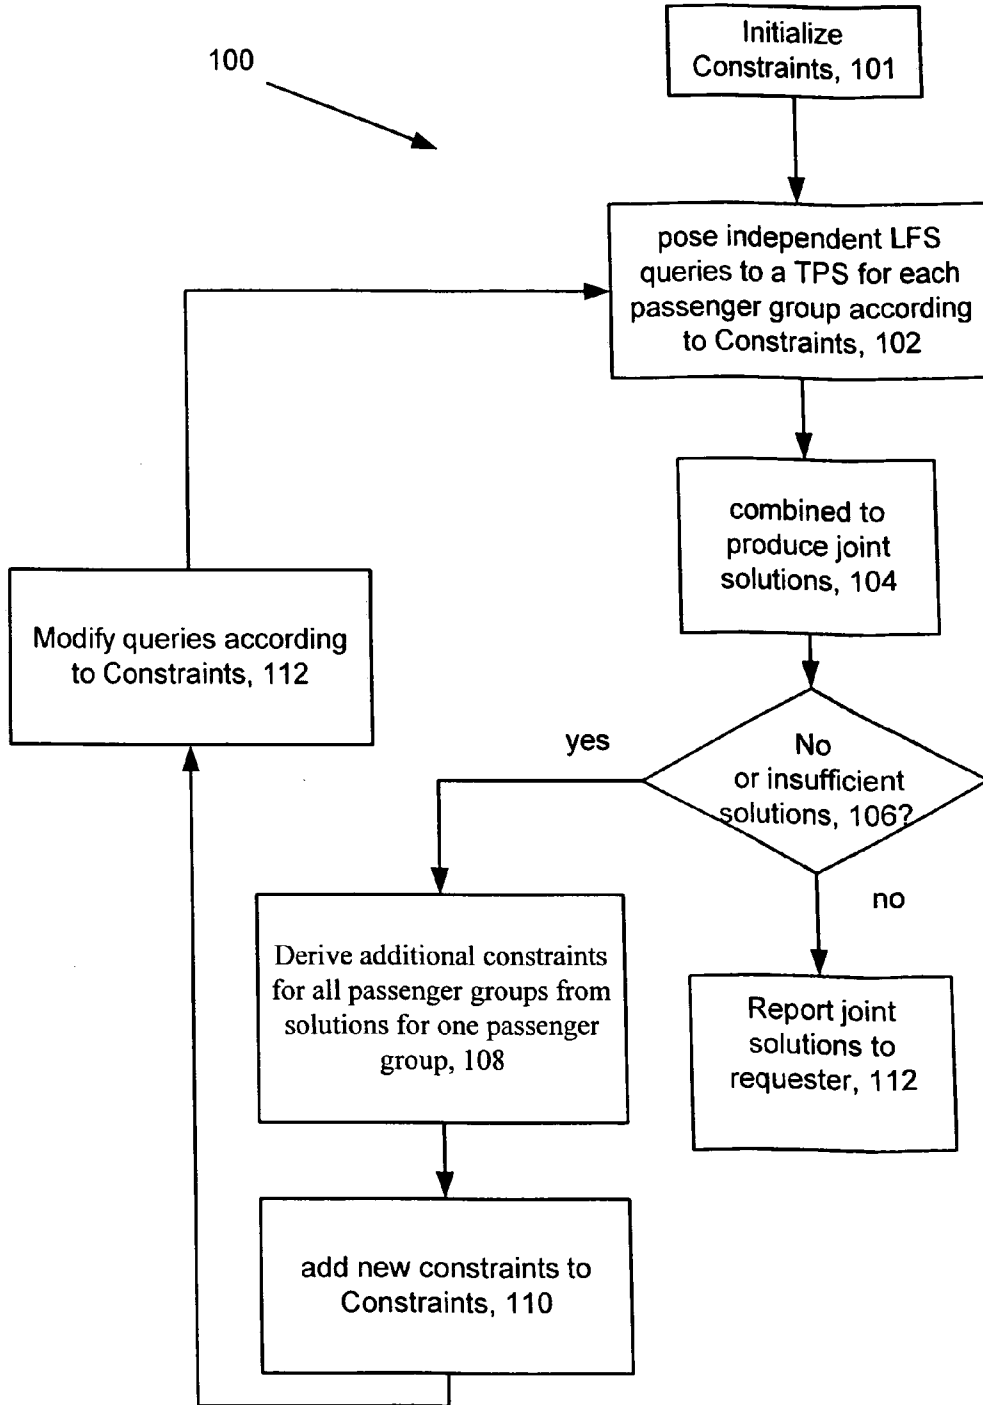 100
Initialize
Constraints, 101
pose independent LFS
queries to a TPS for each
passenger group according
to Constraints, 102
combined to
produce joint
solutions, 104
Modify queries according
to Constraints, 112
yes
No
or insufficient
solutions, 106?
no
Derive additional constraints
for all passenger groups from
solutions for one passenger
group, 108
Report joint
solutions to
requester, 112
add new constraints to
Constraints, 110